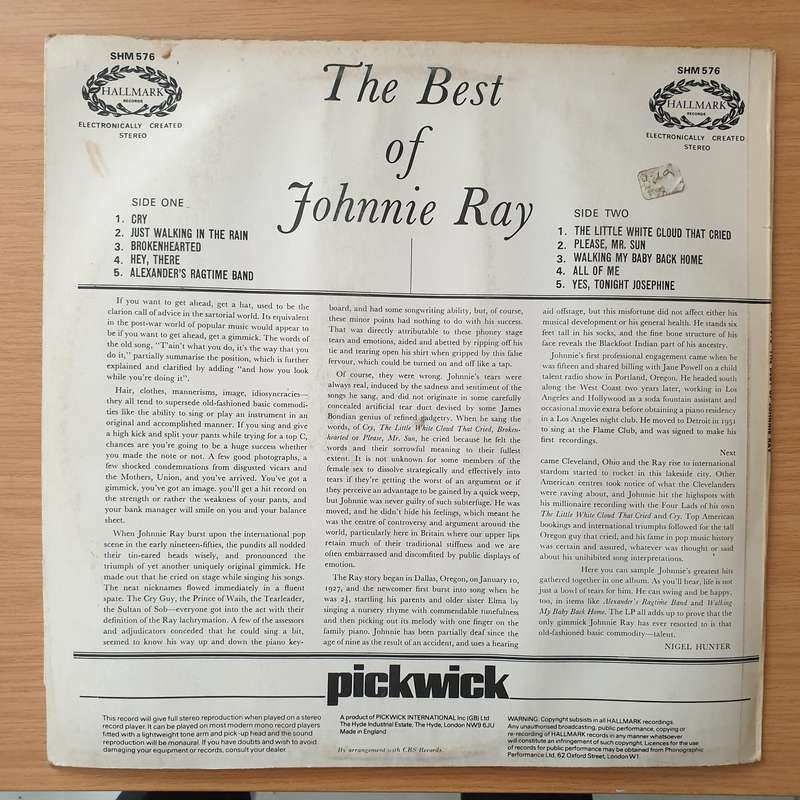 SHM 576
HALLMARK
RECORDS
ELECTRONICALLY CREATED
STEREO
The Best
of
Johnnie Ray
SHM 576
HALLMARK
RECORDS
ELECTRONICALLY CREATED
STEREO
SIDE ONE
1. CRY
2. JUST WALKING IN THE RAIN
3. BROKENHEARTED
4. HEY, THERE
5. ALEXANDER'S RAGTIME BAND
SIDE TWO
1. THE LITTLE WHITE CLOUD THAT CRIED
2. PLEASE, MR. SUN
3. WALKING MY BABY BACK HOME
4. ALL OF ME
5. YES, TONIGHT JOSEPHINE
If you want to get ahead, get a hat, used to be the
clarion call of advice in the sartorial world. Its equivalent
in the post-war world of popular music would appear to
be if you want to get ahead, get a gimmick. The words of
the old song, "T'ain't what you do, it's the way that you
do it," partially summarise the position, which is further
explained and clarified by adding "and how you look
while you're doing it".
Hair, clothes, mannerisms, image, idiosyncracies—
they all tend to supersede old-fashioned basic commodi-
ties like the ability to sing or play an instrument in an
original and accomplished manner. If you sing and give
a high kick and split your pants while trying for a top C,
chances are you're going to be a huge success whether
you made the note or not. A few good photographs, a
few shocked condemnations from disgusted vicars and
the Mothers, Union, and you've arrived. You've got a
gimmick, you've got an image, you'll get a hit record on
the strength or rather the weakness of your pants, and
your bank manager will smile on you and your balance
sheet.
When Johnnie Ray burst upon the international pop
scene in the early nineteen-fifties, the pundits all nodded
their tin-eared heads wisely, and pronounced the
triumph of yet another uniquely original gimmick. He
made out that he cried on stage while singing his songs.
The neat nicknames flowed immediately in a fluent
spate. The Cry Guy, the Prince of Wails, the Tearleader,
the Sultan of Sob—everyone got into the act with their
definition of the Ray lachrymation. A few of the assessors
and adjudicators conceded that he could sing a bit,
seemed to know his way up and down the piano key-
board, and had some songwriting ability, but, of course,
these minor points had nothing to do with his success.
That was directly attributable to these phoney stage
tears and emotions, aided and abetted by ripping off his
tie and tearing open his shirt when gripped by this false
fervour, which could be turned on and off like a tap.
Of course, they were wrong. Johnnie's tears were
always real, induced by the sadness and sentiment of the
songs he sang, and did not originate in some carefully
concealed artificial tear duct devised by some James
Bondian genius of refined gadgetry. When he sang the
words, of Cry, The Little White Cloud That Cried, Broken-
hearted or Please, Mr. Sun, he cried because he felt the
words and their sorrowful meaning to their fullest
extent. It is not unknown for some members of the
female sex to dissolve strategically and effectively into
tears if they're getting the worst of an argument or if
they perceive an advantage to be gained by a quick weep,
but Johnnie was never guilty of such subterfuge. He was
moved, and he didn't hide his feelings, which meant he
was the centre of controversy and argument around the
world, particularly here in Britain where our upper lips
retain much of their traditional stiffness and we are
often embarrassed and discomfited by public displays of
emotion.
The Ray story began in Dallas, Oregon, on January 10,
1927, and the newcomer first burst into song when he
was 2½, startling his parents and older sister Elma by
singing a nursery rhyme with commendable tunefulness
and then picking out its melody with one finger on the
family piano. Johnnie has been partially deaf since the
age of nine as the result of an accident, and uses a hearing
aid offstage, but this misfortune did not affect either his
musical development or his general health. He stands six
feet tall in his socks, and the fine bone structure of his
face reveals the Blackfoot Indian part of his ancestry.
Johnnie's first professional engagement came when he
was fifteen and shared billing with Jane Powell on a child
talent radio show in Portland, Oregon. He headed south
along the West Coast two years later, working in Los
Angeles and Hollywood as a soda fountain assistant and
occasional movie extra before obtaining a piano residency
in a Los Angeles night club. He moved to Detroit in 1951
to sing at the Flame Club, and was signed to make his
first recordings.
Next
came Cleveland, Ohio and the Ray rise to international
stardom started to rocket in this lakeside city. Other
American centres took notice of what the Clevelanders
were raving about, and Johnnie hit the highspots with
his millionaire recording with the Four Lads of his own
The Little White Cloud That Cried and Cry. Top American
bookings and international triumphs followed for the tall
Oregon guy that cried, and his fame in pop music history
was certain and assured, whatever was thought or said
about his unihibited song interpretations.
Here you can sample Johnnie's greatest hits
gathered together in one album. As you'll hear, life is not
just a howl of tears for him. He can swing and be happy,
too, in items like Alexander's Ragtime Band and Walking
My Baby Back Home. The LP adds up to prove that the
only gimmick Johnnie Ray has ever resorted to is that
old-fashioned basic commodity—talent.
NIGEL HUNTER
pickwick
This record will give full stereo reproduction when played on a stereo
record player. It can be played on most modern mono record players
fitted with a lightweight tone arm and pick-up head and the sound
reproduction will be monaural. If you have doubts and wish to avoid
damaging your equipment or records, consult your dealer.
A product of PICKWICK INTERNATIONAL Inc (GB) Ltd
The Hyde Industrial Estate, The Hyde, London NW9 6JU
Made in England
By arrangement with CBS Records.
WARNING: Copyright subsists in all HALLMARK recordings.
Any unauthorised broadcasting, public performance, copying or
re-recording of HALLMARK records in any manner whatsoever
will constitute an infringement of such copyright. Licences for the use
of records for public performance may be obtained from Phonographic
Performance Ltd. 62 Oxford Street, London W1